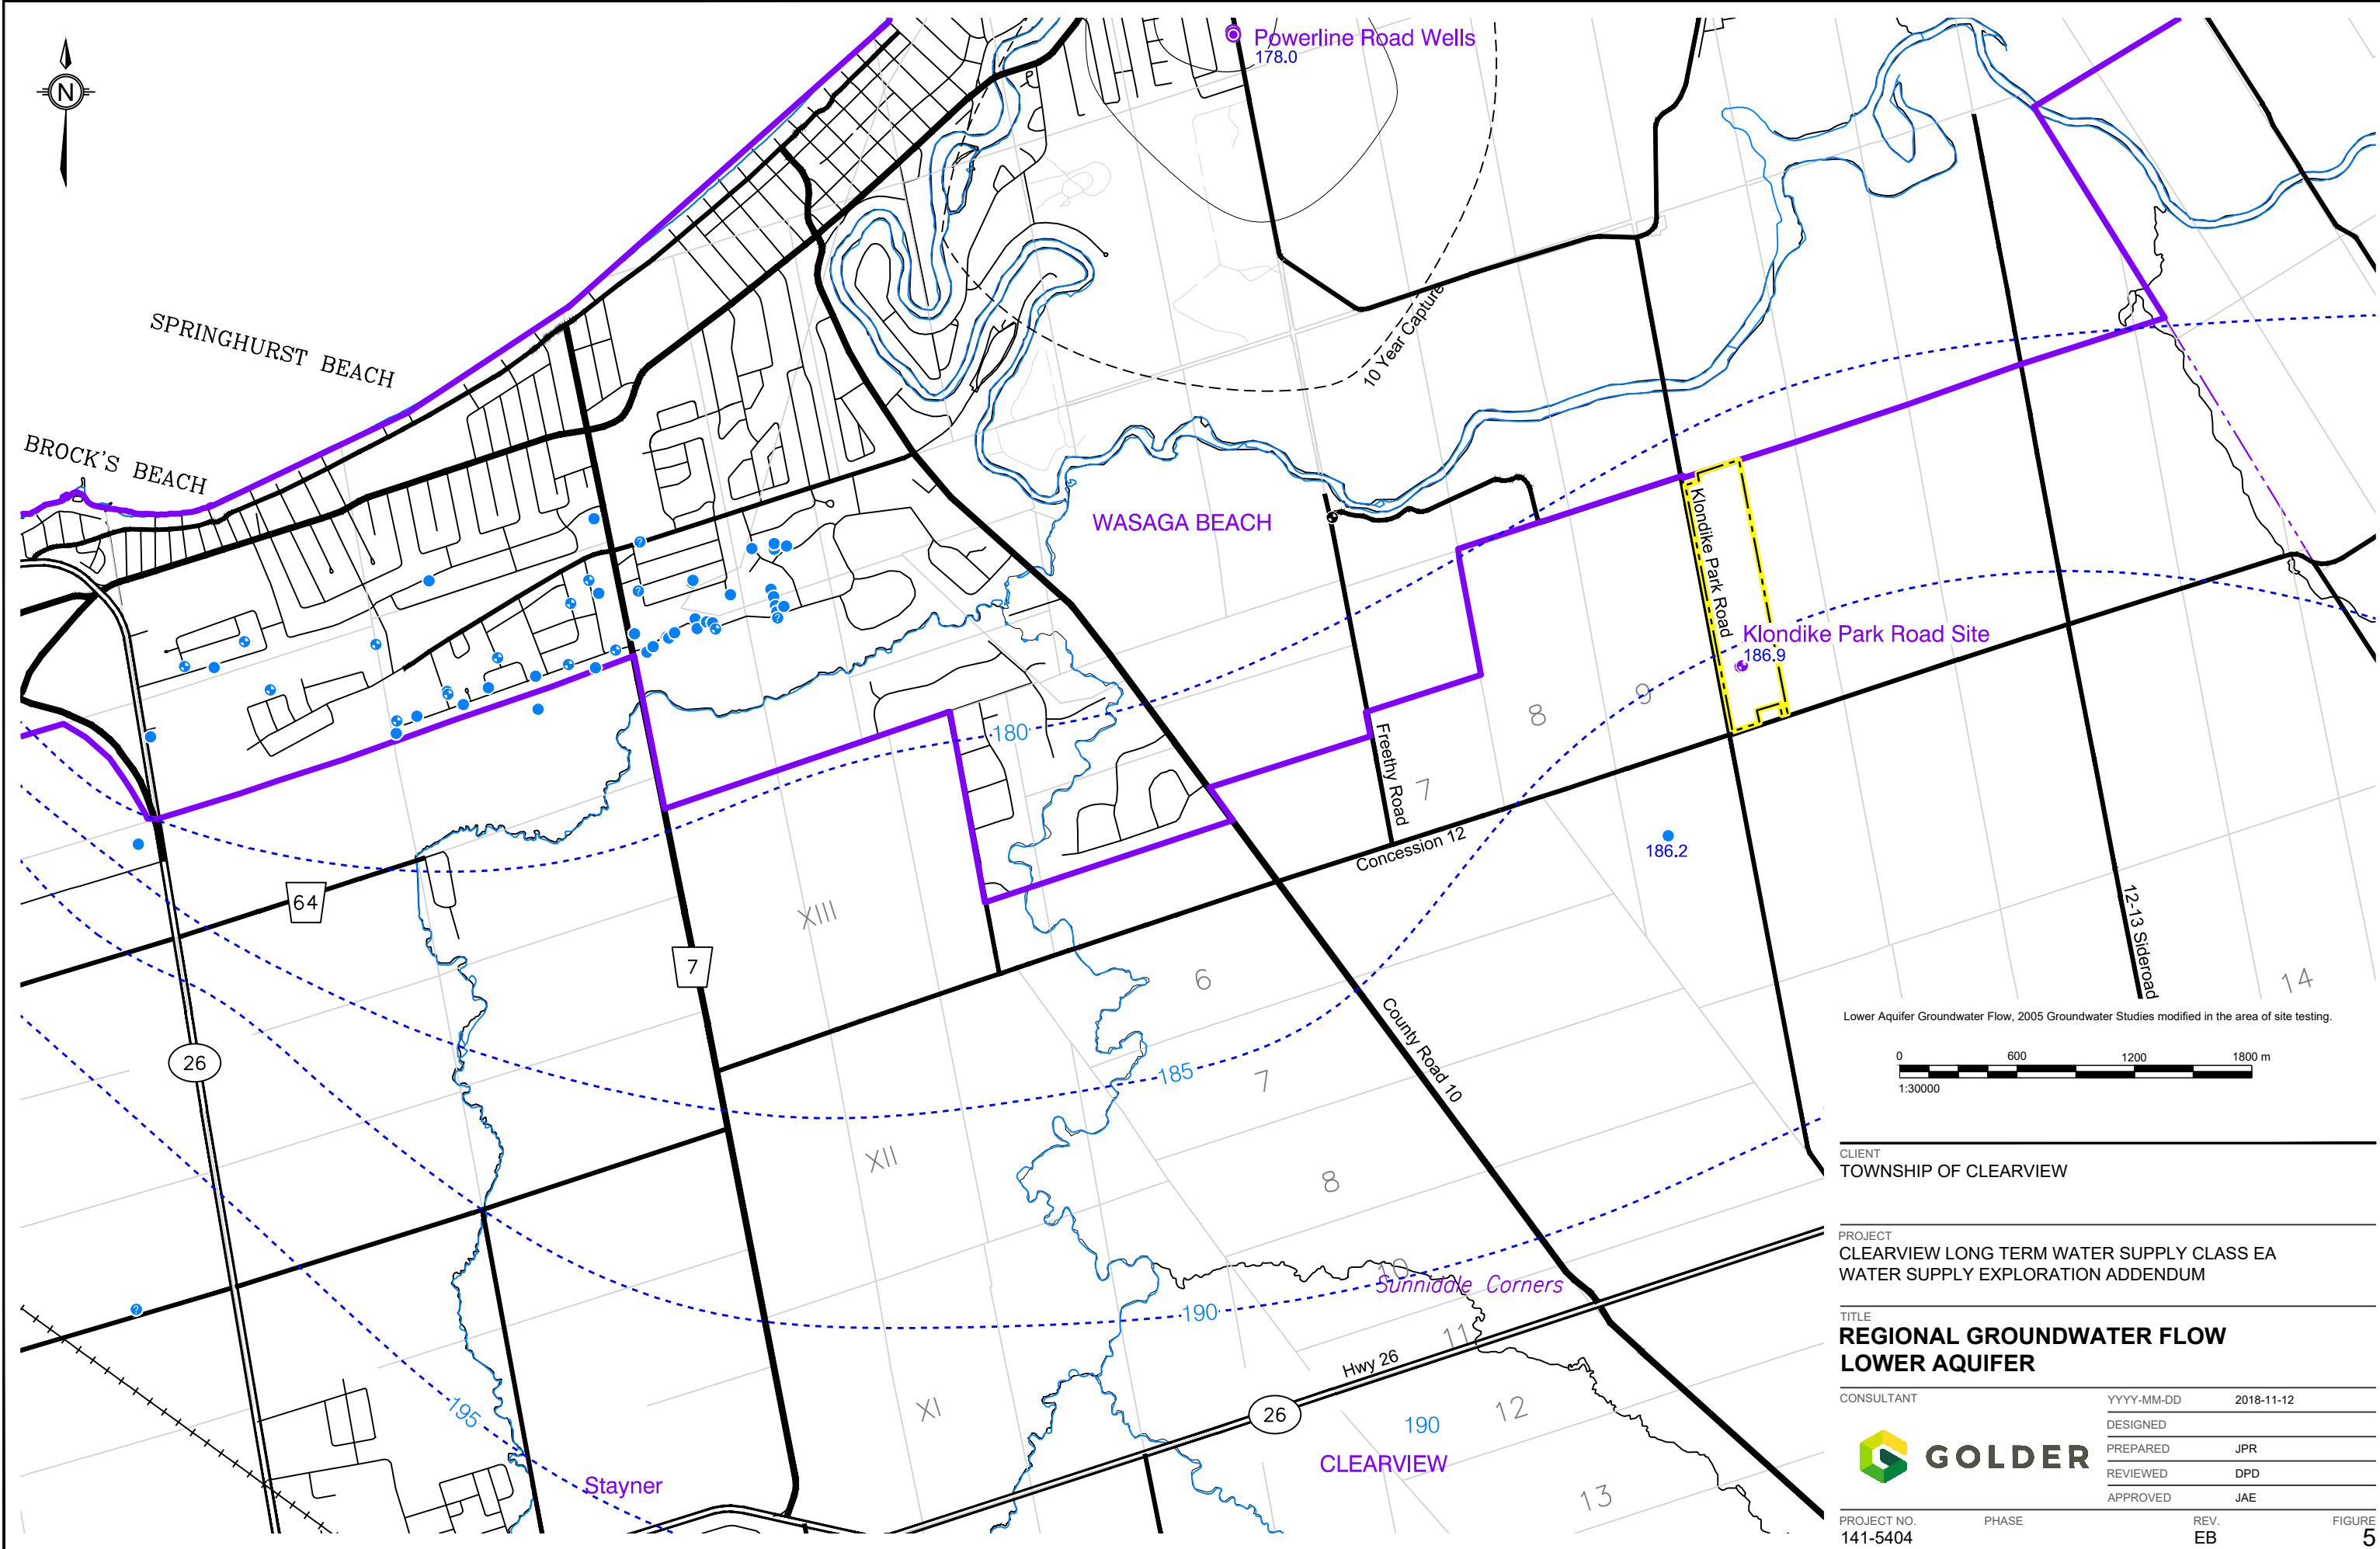 N
Powerline Road Wells
178.0
SPRINGHURST BEACH
BROCK'S BEACH
10 Year Capture
WASAGA BEACH
Klondike Park Road
Klondike Park Road Site
186.9
9
8
7
180
Freethy Road
Concession 12
186.2
64
XIII
7
6
12-13 Sideroad
14
26
185
7
County Road 10
XII
8
10
Sunniddle Corners
190
11
Hwy 26
195
XI
26
190
12
CLEARVIEW
Stayner
13
Lower Aquifer Groundwater Flow, 2005 Groundwater Studies modified in the area of site testing.
0 600 1200 1800 m
1:30000
CLIENT
TOWNSHIP OF CLEARVIEW
PROJECT
CLEARVIEW LONG TERM WATER SUPPLY CLASS EA
WATER SUPPLY EXPLORATION ADDENDUM
TITLE
REGIONAL GROUNDWATER FLOW
LOWER AQUIFER
CONSULTANT
GOLDER
YYYY-MM-DD 2018-11-12
DESIGNED
PREPARED JPR
REVIEWED DPD
APPROVED JAE
PROJECT NO. PHASE REV. FIGURE
141-5404 EB 5